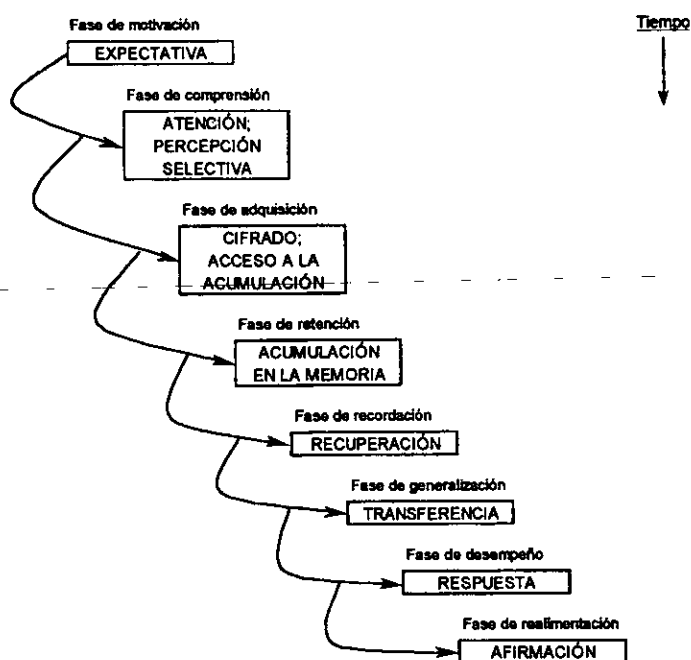 Fase de motivación
Tiempo
EXPECTATIVA
Fase de comprensión
ATENCIÓN;
PERCEPCIÓN
SELECTIVA
Fase de adquisición
CIFRADO;
ACCESO A LA
ACUMULACIÓN
Fase de retención
ACUMULACIÓN
EN LA MEMORIA
Fase de recordación
RECUPERACIÓN
Fase de generalización
TRANSFERENCIA
Fase de desempeño
RESPUESTA
Fase de realimentación
AFIRMACIÓN